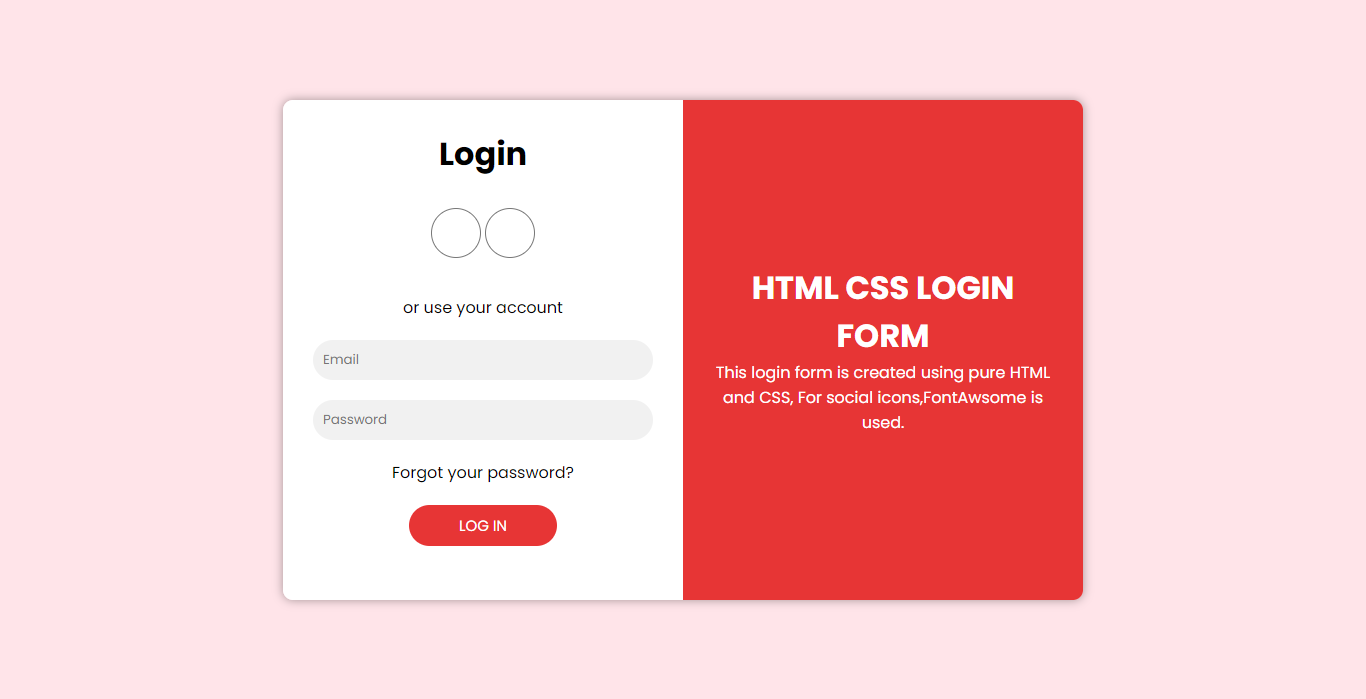 Login
or use your account
Email
Password
Forgot your password?
LOG IN
HTML CSS LOGIN
FORM
This login form is created using pure HTML
and CSS, For social icons,FontAwsome is
used.